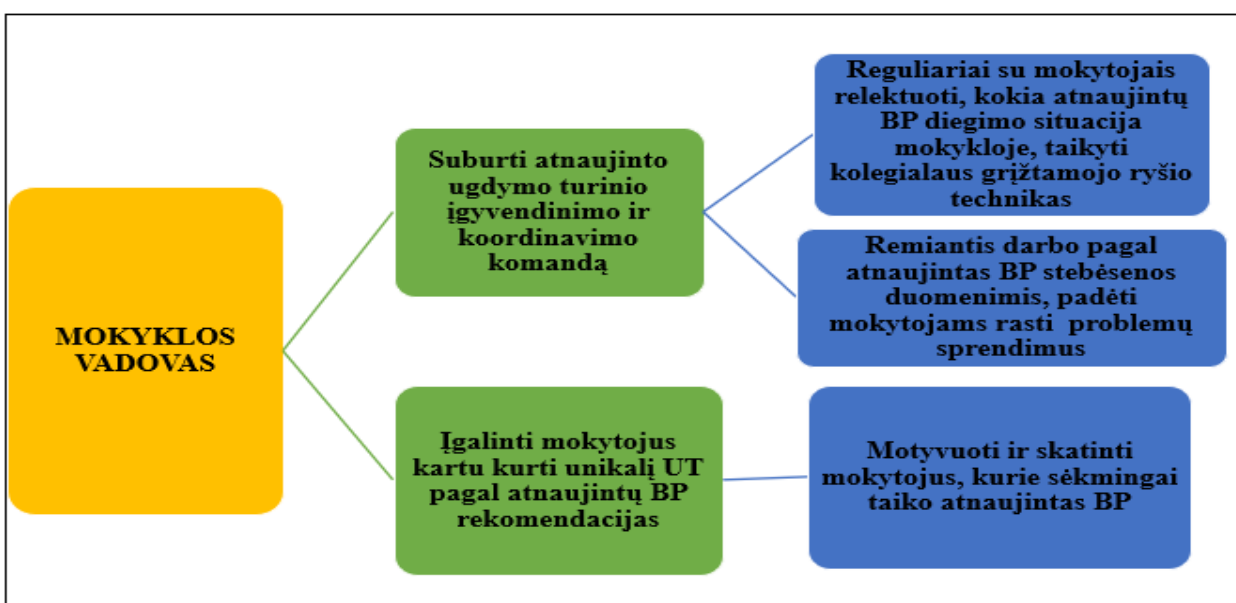 MOKYKLOS
VADOVAS
Suburti atnaujinto
ugdymo turinio
įgyvendinimo ir
koordinavimo
komandą
Reguliariai su mokytojais
relektuoti, kokia atnaujintų
BP diegimo situacija
mokykloje, taikyti
kolegialaus grįžtamojo ryšio
technikas
Remiantis darbo pagal
atnaujintas BP stebėsenos
duomenimis, padėti
mokytojams rasti problemų
sprendimus
Įgalinti mokytojus
kartu kurti unikalį UT
pagal atnaujintų BP
rekomendacijas
Motyvuoti ir skatinti
mokytojus, kurie sėkmingai
taiko atnaujintas BP